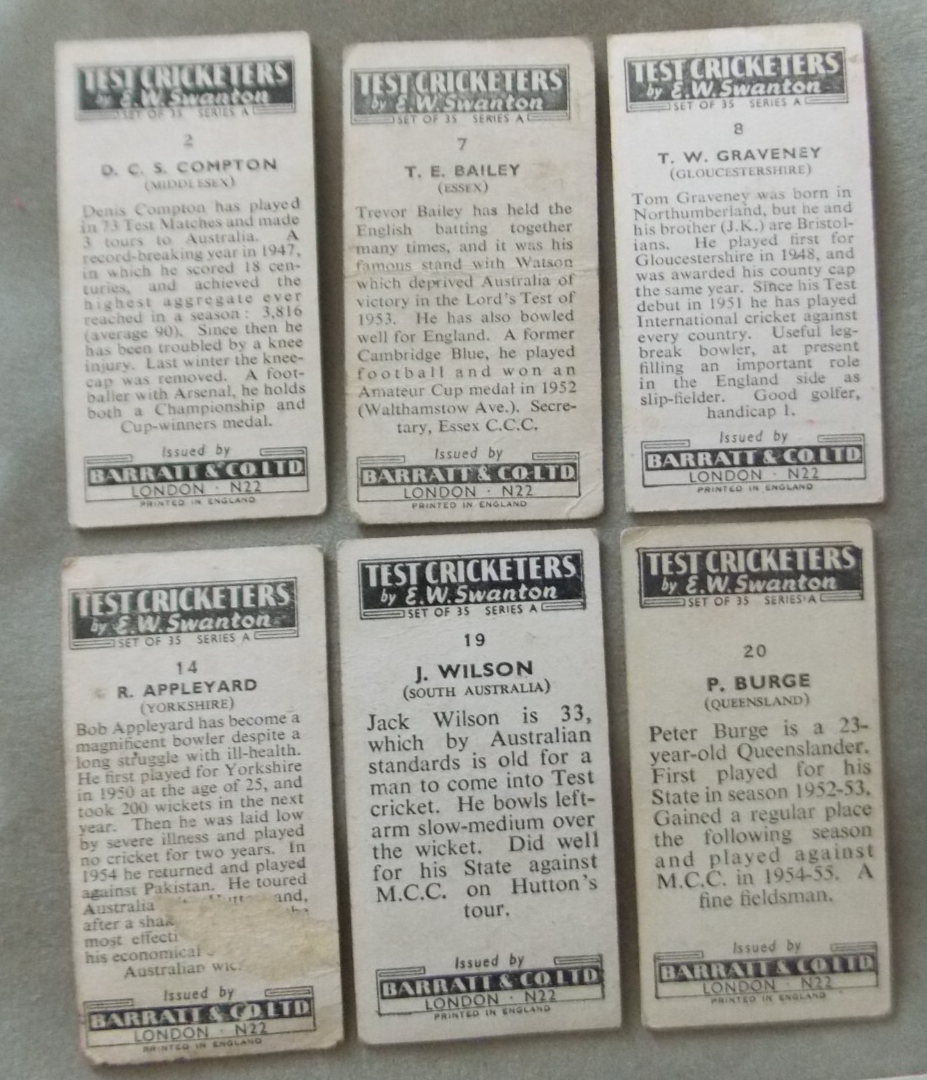 TEST CRICKETERS
by E.W. Swanton
SET OF 35 SERIES A
2
D. C. S. COMPTON
(MIDDLESEX)
Denis Compton has played
in 73 Test Matches and made
3 tours to Australia. A
record-breaking year in 1947,
in which he scored 18 cen-
turies, and achieved the
highest aggregate ever
reached in a season: 3,816
(average 90). Since then he
has been troubled by a knee
injury. Last winter the knee-
cap was removed. A foot-
baller with Arsenal, he holds
both a Championship and
Cup-winners medal.
Issued by
BARRATT & CO. LTD
LONDON · N22
PRINTED IN ENGLAND
TEST CRICKETERS
by E.W. Swanton
SET OF 35 SERIES A
7
T. E. BAILEY
(ESSEX)
Trevor Bailey has held the
English batting together
many times, and it was his
famous stand with Watson
which deprived Australia of
victory in the Lord's Test of
1953. He has also bowled
well for England. A former
Cambridge Blue, he played
football and won an
Amateur Cup medal in 1952
(Walthamstow Ave.). Secre-
tary, Essex C.C.C.
Issued by
BARRATT & CO. LTD
LONDON · N22
PRINTED IN ENGLAND
TEST CRICKETERS
by E.W. Swanton
SET OF 35 SERIES A
8
T. W. GRAVENEY
(GLOUCESTERSHIRE)
Tom Graveney was born in
Northumberland, but he and
his brother (J.K.) are Bristol-
ians. He played first for
Gloucestershire in 1948, and
was awarded his county cap
the same year. Since his Test
debut in 1951 he has played
International cricket against
every country. Useful leg-
break bowler, at present
filling an important role
in the England side as
slip-fielder. Good golfer,
handicap 1.
Issued by
BARRATT & CO. LTD
LONDON · N22
PRINTED IN ENGLAND
TEST CRICKETERS
by E.W. Swanton
SET OF 35 SERIES A
14
R. APPLEYARD
(YORKSHIRE)
Bob Appleyard has become a
magnificent bowler despite a
long struggle with ill-health.
He first played for Yorkshire
in 1950 at the age of 25, and
took 200 wickets in the next
year. Then he was laid low
by severe illness and played
no cricket for two years. In
1954 he returned and played
against Pakistan. He toured
Australia
after a
most
his economical
Australian
Issued by
BARRATT & CO. LTD
LONDON · N22
PRINTED IN ENGLAND
TEST CRICKETERS
by E.W. Swanton
SET OF 35 SERIES A
19
J. WILSON
(SOUTH AUSTRALIA)
Jack Wilson is 33,
which by Australian
standards is old for a
man to come into Test
cricket. He bowls left-
arm slow-medium over
the wicket. Did well
for his State against
M.C.C. on Hutton's
tour.
Issued by
BARRATT & CO. LTD
LONDON · N22
PRINTED IN ENGLAND
TEST CRICKETERS
by E.W. Swanton
SET OF 35 SERIES A
20
P. BURGE
(QUEENSLAND)
Peter Burge is a 23-
year-old Queenslander.
First played for his
State in season 1952-53.
Gained a regular place
the following season
and played against
M.C.C. in 1954-55. A
fine fieldsman.
Issued by
BARRATT & CO. LTD
LONDON · N22
PRINTED IN ENGLAND